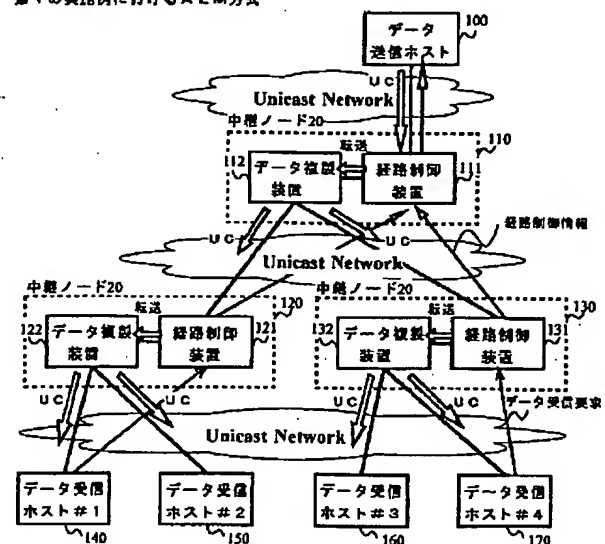 データ
送信ホスト
100
UC
Unicast Network
中継ノード20
110
112
データ複製
装置
転送
経路制御
装置
111
UC
UC
経路制御情報
Unicast Network
中継ノード20
120
122
データ複製
装置
転送
経路制御
装置
121
中継ノード20
130
132
データ複製
装置
転送
経路制御
装置
131
UC
UC
UC
UC
データ受信要求
Unicast Network
データ受信
ホスト#1
140
データ受信
ホスト#2
150
データ受信
ホスト#3
160
データ受信
ホスト#4
170